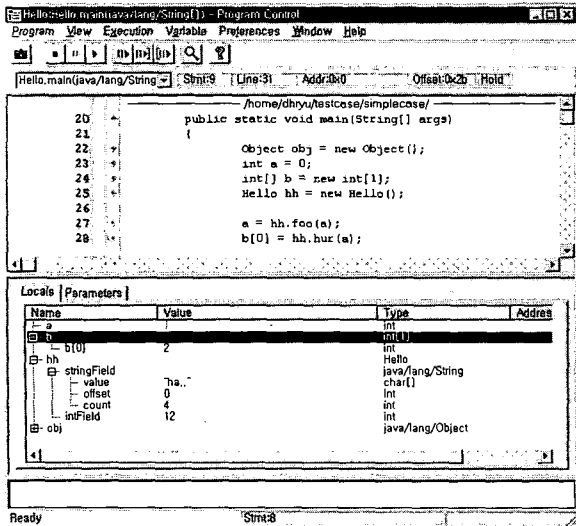 Hello:hello.main(java/lang/String[]) - Program Control
Program View Execution Variable Preferences Window Help
Hello.main(java/lang/String Stmt:9 Line:31 Addr:0x0 Offset:0x2b Hold
/home/dhryu/testcase/simplecase/
20 public static void main(String[] args)
21 {
22 Object obj = new Object();
23 int a = 0;
24 int[] b = new int[1];
25 Hello hh = new Hello();
26
27 a = hh.foo(a);
28 b[0] = hh.hur(a);
Locals Parameters
Name Value Type Addres
a 1 int
b int[1]
b[0] 2 int
hh Hello
stringField java/lang/String
value "ha.." char[]
offset 0 int
count 4 int
intField 12 int
obj java/lang/Object
Ready Stmt:8